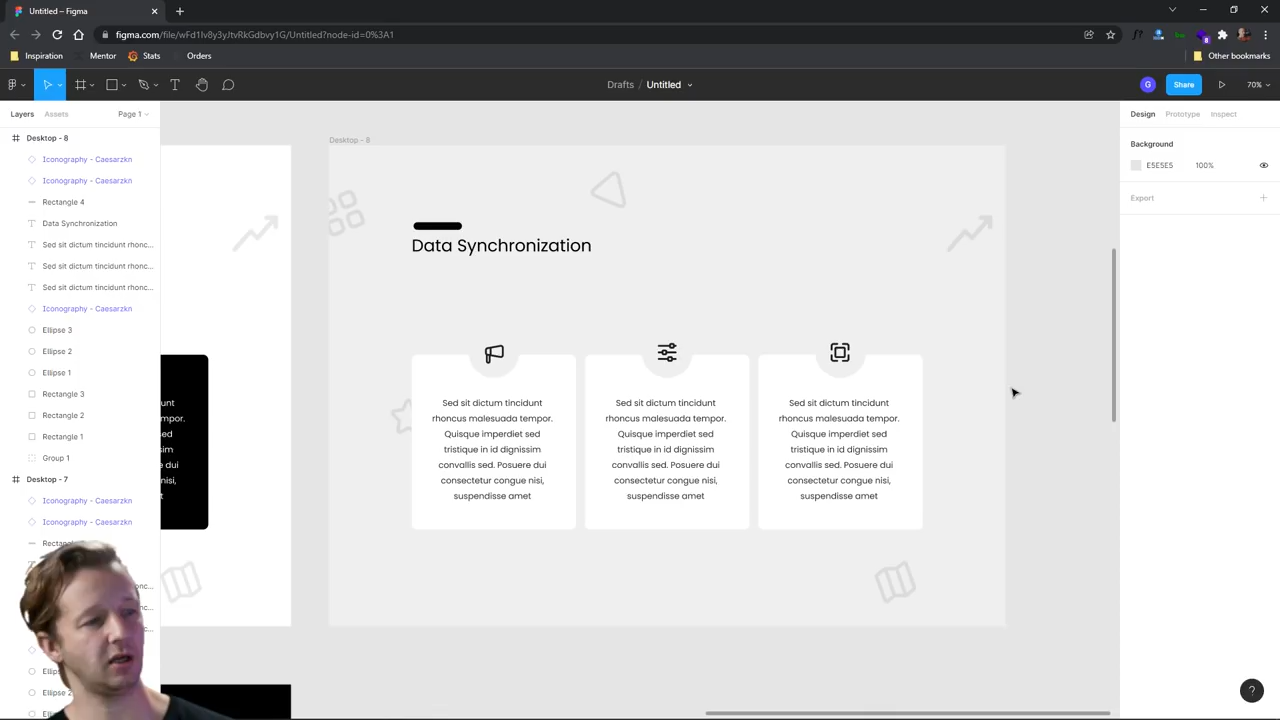 Untitled – Figma
figma.com/file/wFd1Iv8y3yJtvRkGdbvy1G/Untitled?node-id=0%3A1
Inspiration
Mentor
Stats
Orders
Other bookmarks
Drafts / Untitled
G
Share
70%
Layers
Assets
Page 1
Desktop - 8
Iconography - Caesarzkn
Iconography - Caesarzkn
Rectangle 4
Data Synchronization
Sed sit dictum tincidunt rhonc...
Sed sit dictum tincidunt rhonc...
Sed sit dictum tincidunt rhonc...
Iconography - Caesarzkn
Ellipse 3
Ellipse 2
Ellipse 1
Rectangle 3
Rectangle 2
Rectangle 1
Group 1
Desktop - 7
Iconography - Caesarzkn
Iconography - Caesarzkn
Ellipse 2
Data Synchronization
Sed sit dictum tincidunt
rhoncus malesuada tempor.
Quisque imperdiet sed
tristique in id dignissim
convallis sed. Posuere dui
consectetur congue nisi,
suspendisse amet
Sed sit dictum tincidunt
rhoncus malesuada tempor.
Quisque imperdiet sed
tristique in id dignissim
convallis sed. Posuere dui
consectetur congue nisi,
suspendisse amet
Sed sit dictum tincidunt
rhoncus malesuada tempor.
Quisque imperdiet sed
tristique in id dignissim
convallis sed. Posuere dui
consectetur congue nisi,
suspendisse amet
Design
Prototype
Inspect
Background
E5E5E5
100%
Export
?